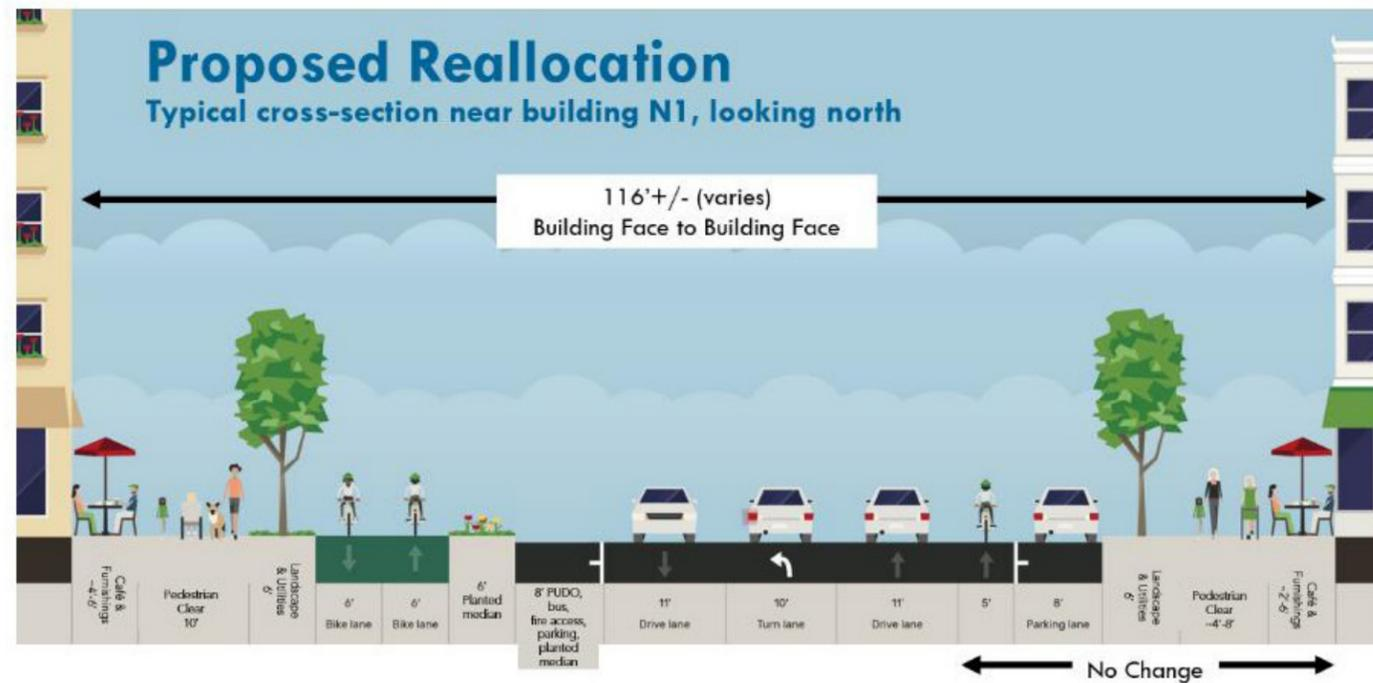 Proposed Reallocation
Typical cross-section near building N1, looking north
116'+/- (varies)
Building Face to Building Face
Café &
Furnishings
~4'-6'
Pedestrian
Clear
10'
Landscape
& Utilities
6'
6'
Bike lane
6'
Bike lane
6'
Planted
median
8' PUDO,
bus,
fire access,
parking,
planted
median
11'
Drive lane
10'
Turn lane
11'
Drive lane
5'
8'
Parking lane
Landscape
& Utilities
6'
Pedestrian
Clear
~4'-8'
Café &
Furnishings
~2'-6'
No Change